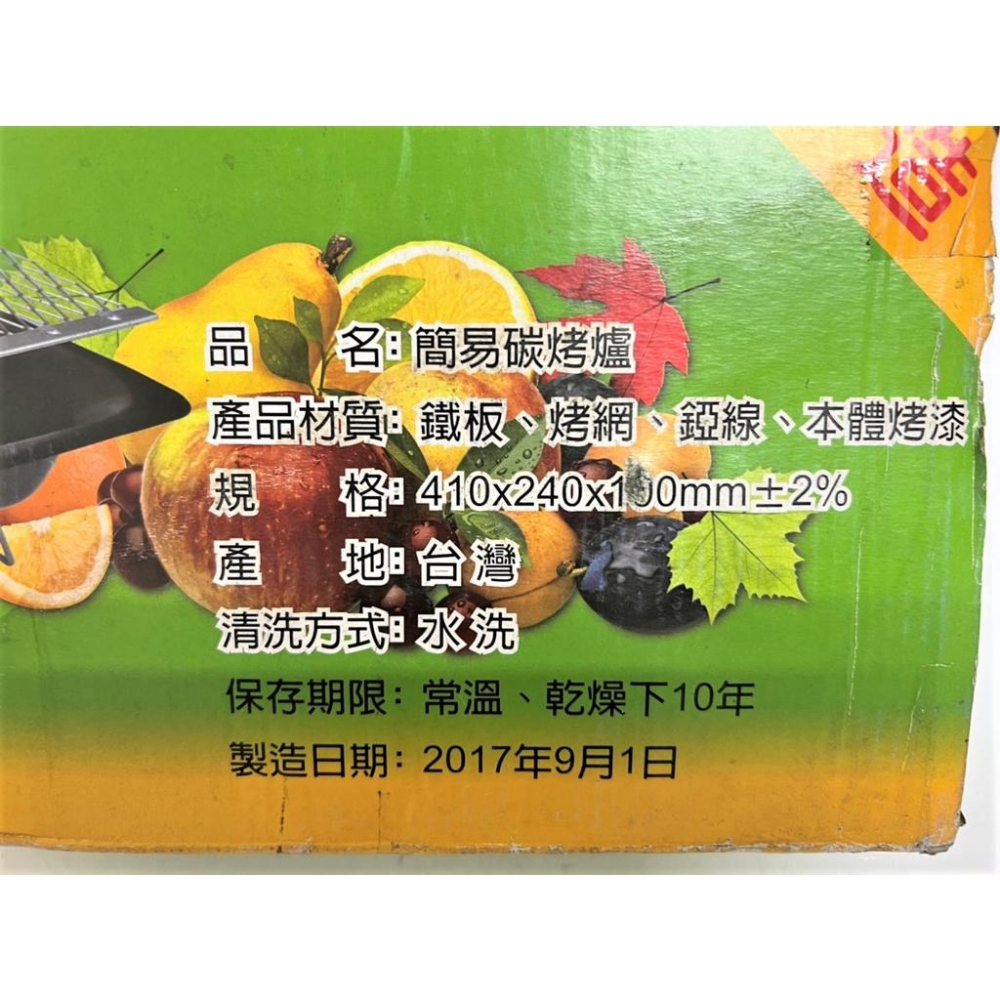 品 名：簡易碳烤爐
產品材質：鐵板、烤網、錏線、本體烤漆
規 格：410x240x100mm±2%
產 地：台灣
清洗方式：水洗
保存期限：常溫、乾燥下10年
製造日期：2017年9月1日